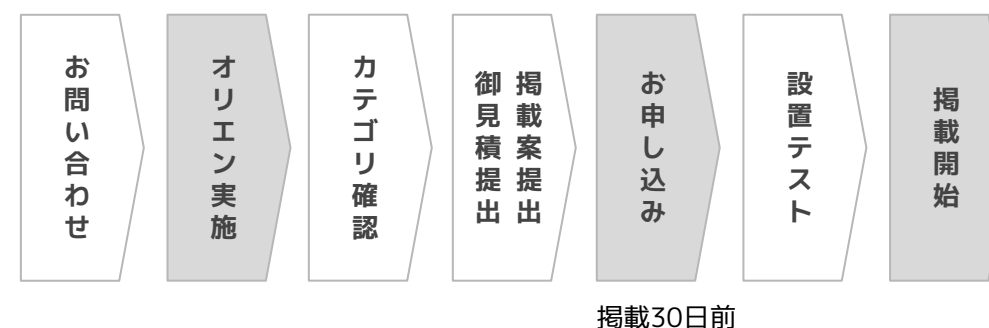 お問い合わせ
オリエン実施
カテゴリ確認
掲載案提出
御見積提出
お申し込み
設置テスト
掲載開始
掲載30日前